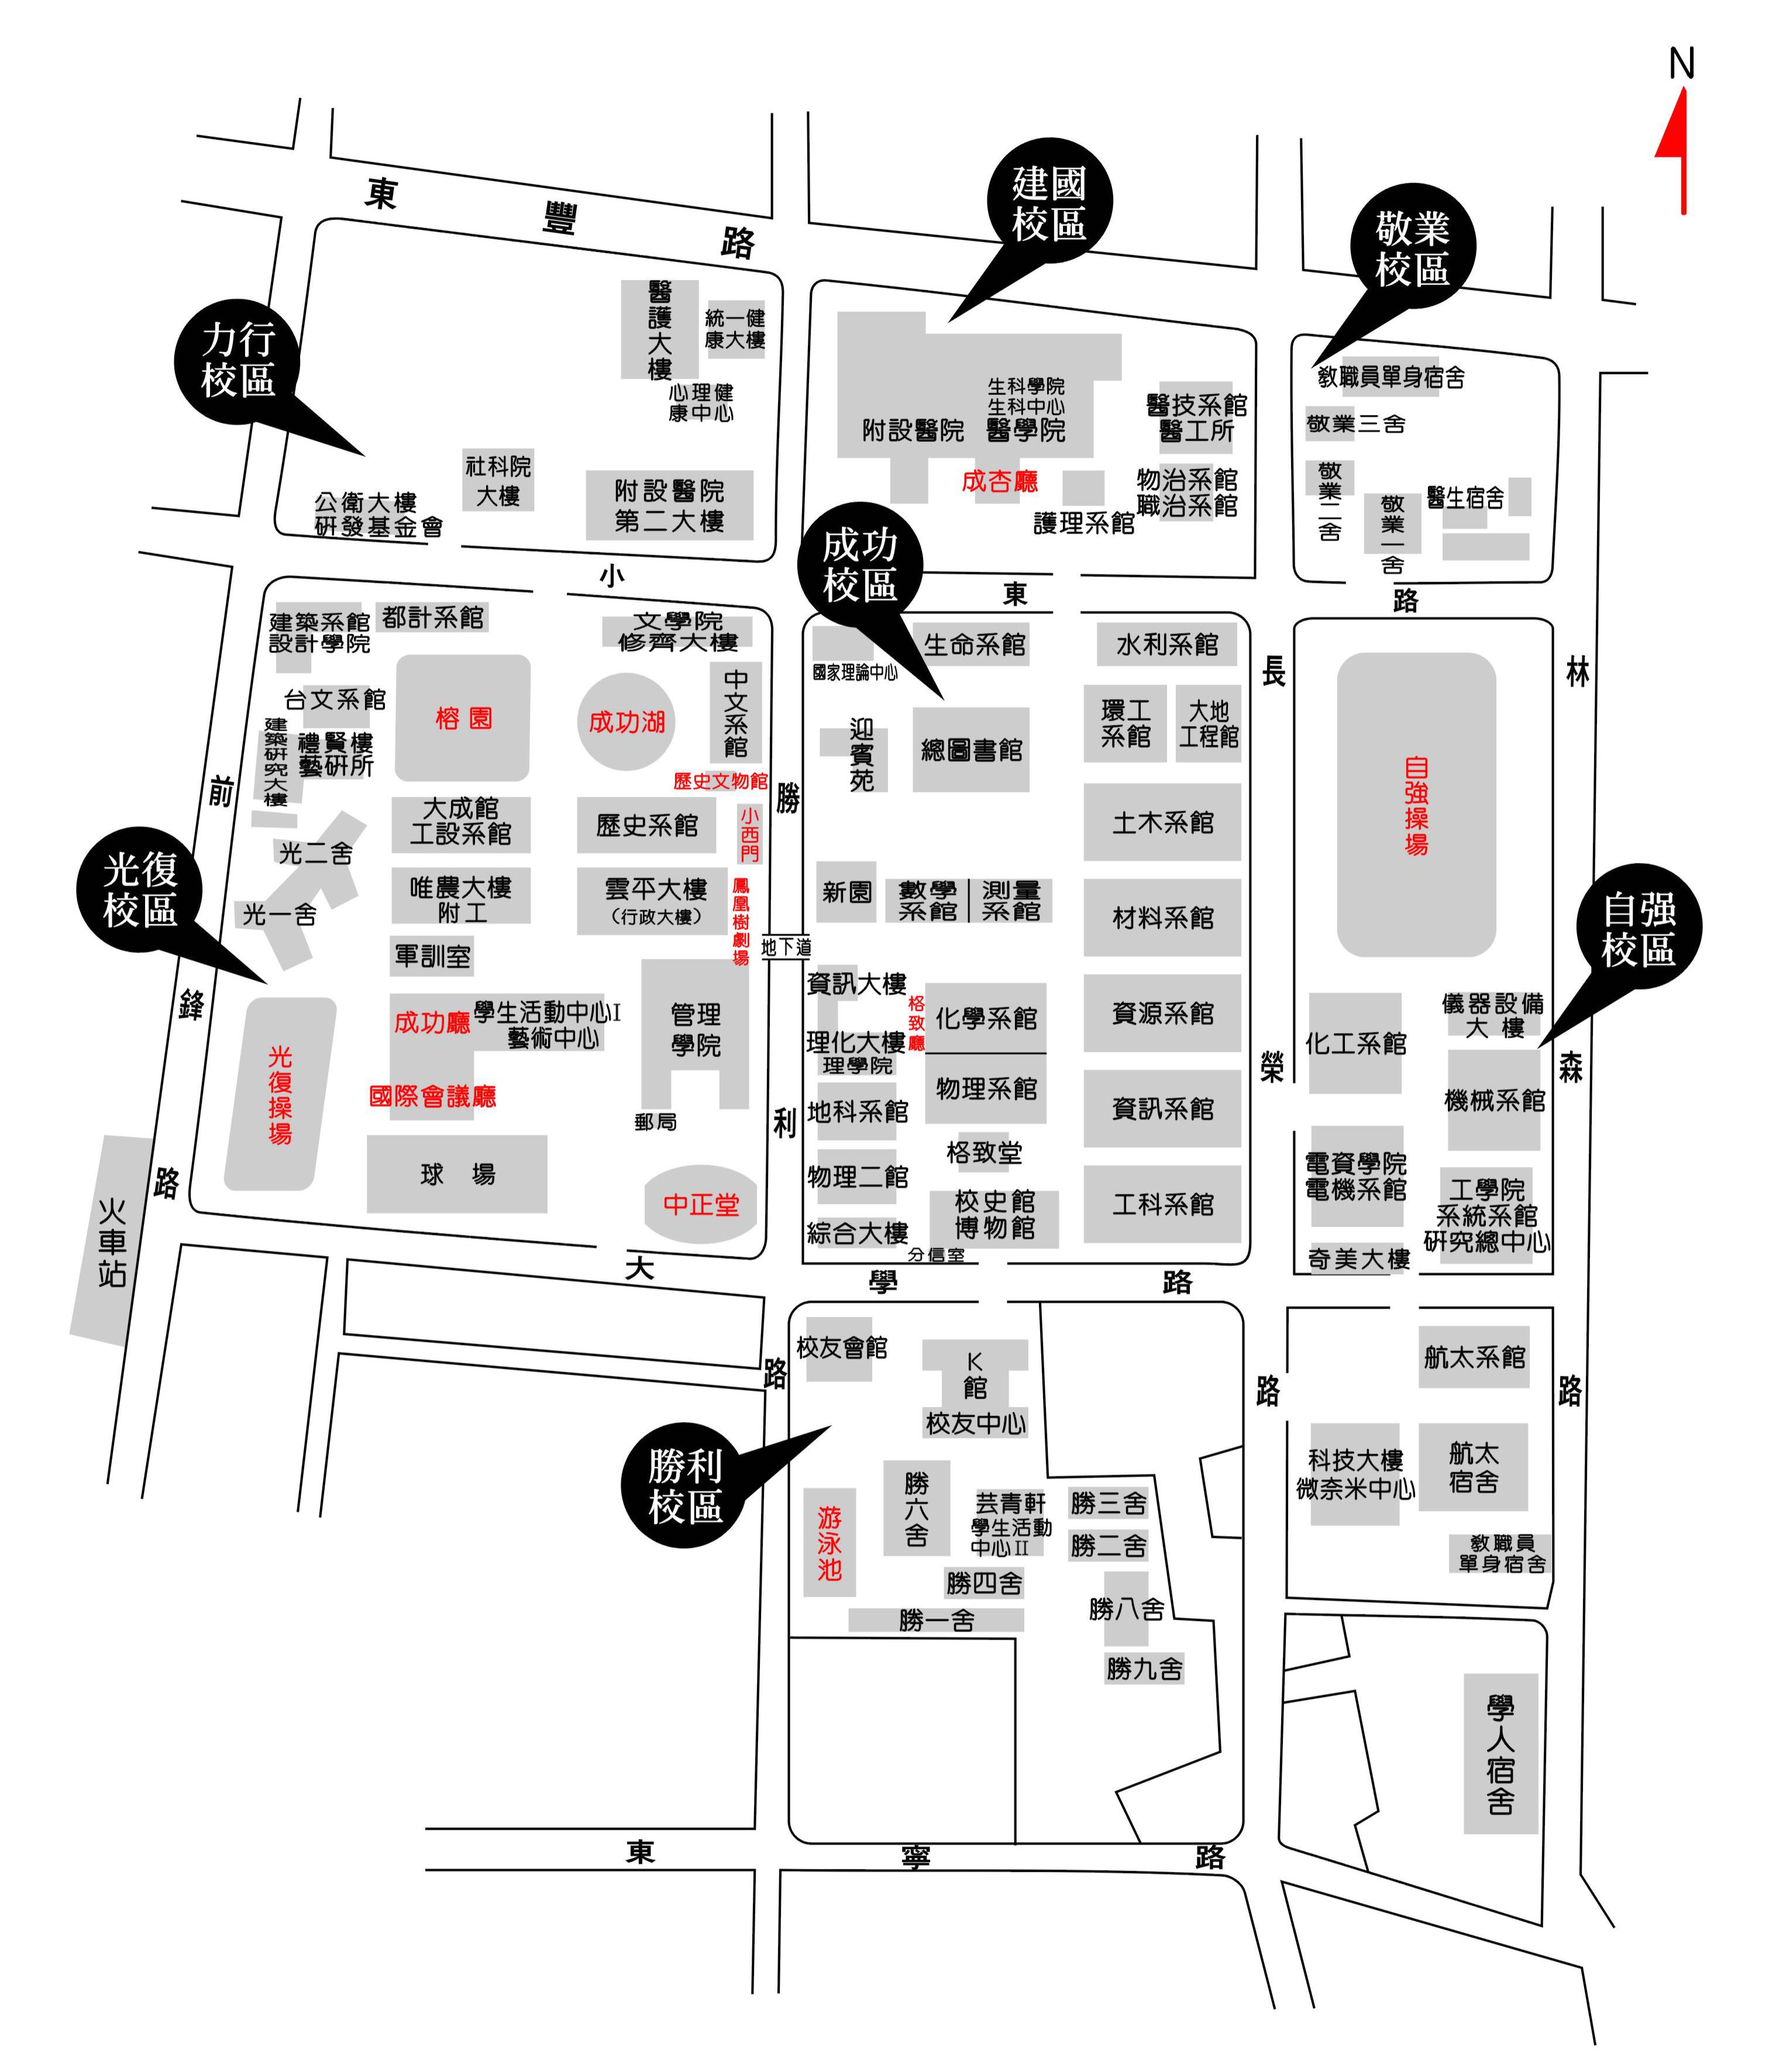 N
東豐路
建國
校區
敬業
校區
力行
校區
醫護大樓
統一健
康大樓
心理健
康中心
社科院
大樓
公衛大樓
研發基金會
附設醫院
第二大樓
附設醫院
生科學院
生科中心
醫學院
成杏廳
護理系館
醫技系館
醫工所
物治系館
職治系館
教職員單身宿舍
敬業三舍
敬業二舍
敬業一舍
醫生宿舍
小東路
成功
校區
建築系館
設計學院
都計系館
文學院
修齊大樓
台文系館
建築研究大樓
禮賢樓
藝研所
榕園
成功湖
中文系館
歷史文物館
大成館
工設系館
歷史系館
小西門
光二舍
光一舍
唯農大樓
附工
雲平大樓
(行政大樓)
鳳凰樹劇場
軍訓室
光復
校區
光復操場
成功廳
學生活動中心I
藝術中心
國際會議廳
管理
學院
郵局
球場
中正堂
前鋒路
火車站
勝利路
地下道
國家理論中心
生命系館
水利系館
迎賓苑
總圖書館
環工
系館
大地
工程館
土木系館
新園
數學
系館
測量
系館
材料系館
資訊大樓
格致廳
化學系館
資源系館
理化大樓
理學院
物理系館
地科系館
資訊系館
格致堂
物理二館
校史館
博物館
工科系館
綜合大樓
分信室
長榮路
林森路
自強操場
自强
校區
化工系館
儀器設備
大樓
機械系館
電資學院
電機系館
工學院
系統系館
研究總中心
奇美大樓
大學路
校友會館
K
館
校友中心
勝利
校區
游泳池
勝六舍
芸青軒
學生活動
中心II
勝三舍
勝二舍
勝四舍
勝一舍
勝八舍
勝九舍
航太系館
科技大樓
微奈米中心
航太
宿舍
教職員
單身宿舍
學人宿舍
東寧路